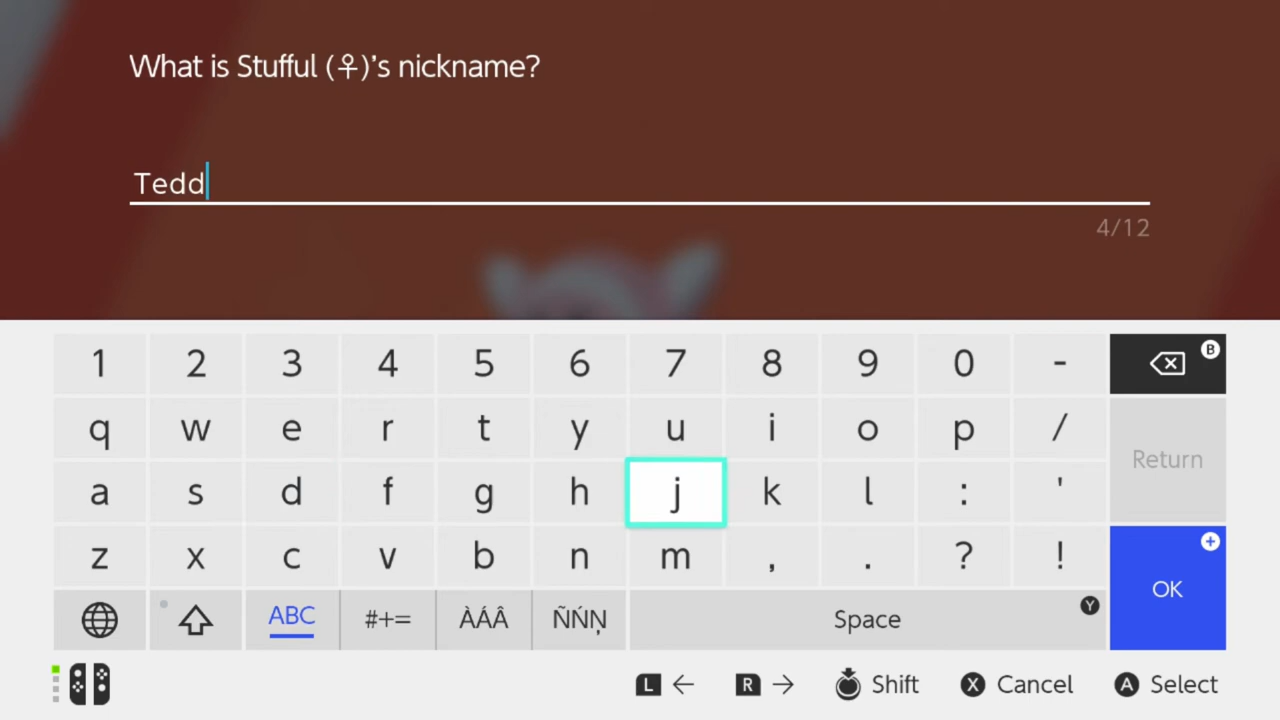 What is Stufful (♀)'s nickname?
Tedd
4/12
1 2 3 4 5 6 7 8 9 0 - B
q w e r t y u i o p / Return
a s d f g h j k l : '
z x c v b n m , . ? ! + OK
ABC #+= ÀÁÂ ÑŃŅ Space Y
L ← R → Shift X Cancel A Select